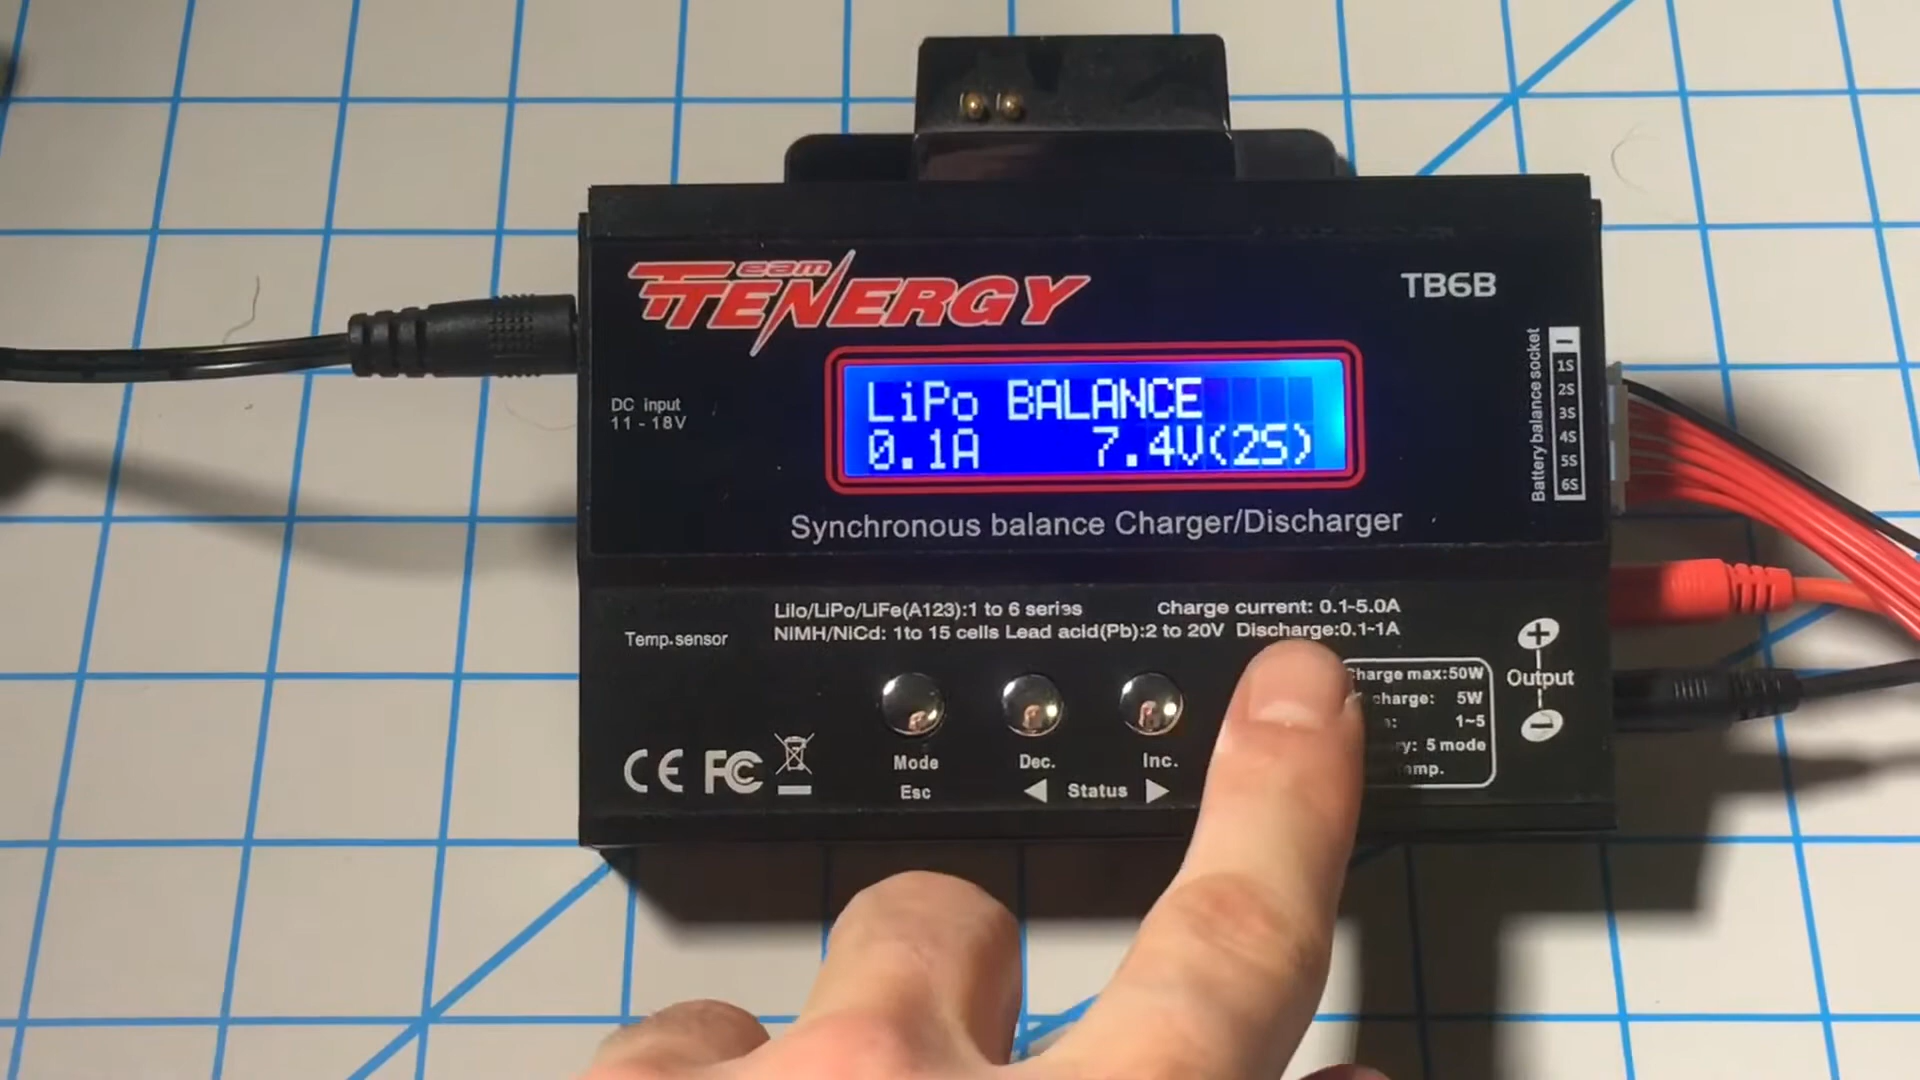 Team TENERGY
TB6B
LiPo BALANCE
0.1A 7.4V(2S)
DC input
11 - 18V
Battery balance socket
1S
2S
3S
4S
5S
6S
Synchronous balance Charger/Discharger
LiIo/LiPo/LiFe(A123):1 to 6 series Charge current: 0.1~5.0A
NiMH/NiCd: 1to 15 cells Lead acid(Pb):2 to 20V Discharge:0.1~1A
Temp.sensor
+
Output
-
harge max:50W
charge: 5W
1~5
5 mode
Mode
Dec.
Inc.
Esc
◀ Status ▶
CE FC